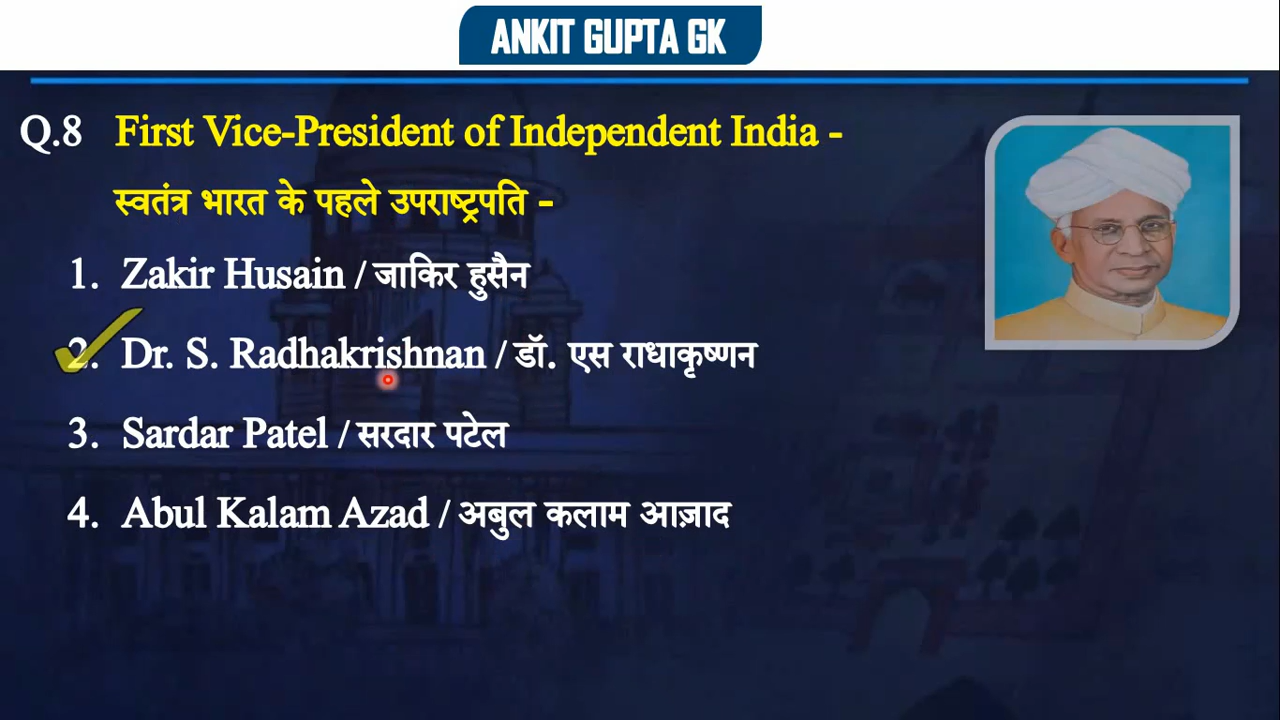 ANKIT GUPTA GK
Q.8 First Vice-President of Independent India -
स्वतंत्र भारत के पहले उपराष्ट्रपति -
1. Zakir Husain / जाकिर हुसैन
2. Dr. S. Radhakrishnan / डॉ. एस राधाकृष्णन
3. Sardar Patel / सरदार पटेल
4. Abul Kalam Azad / अबुल कलाम आज़ाद